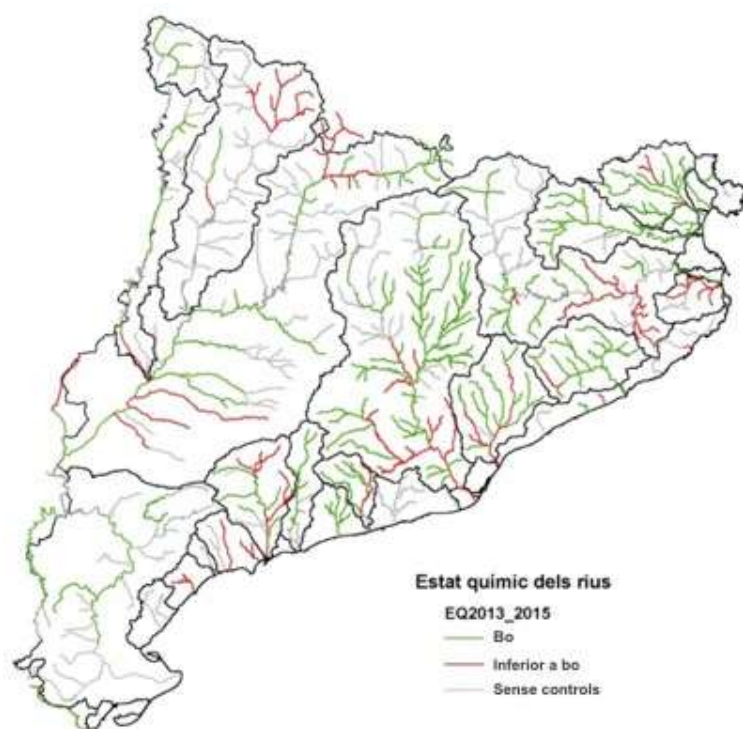 Estat químic dels rius
EQ2013_2015
Bo
Inferior a bo
Sense controls